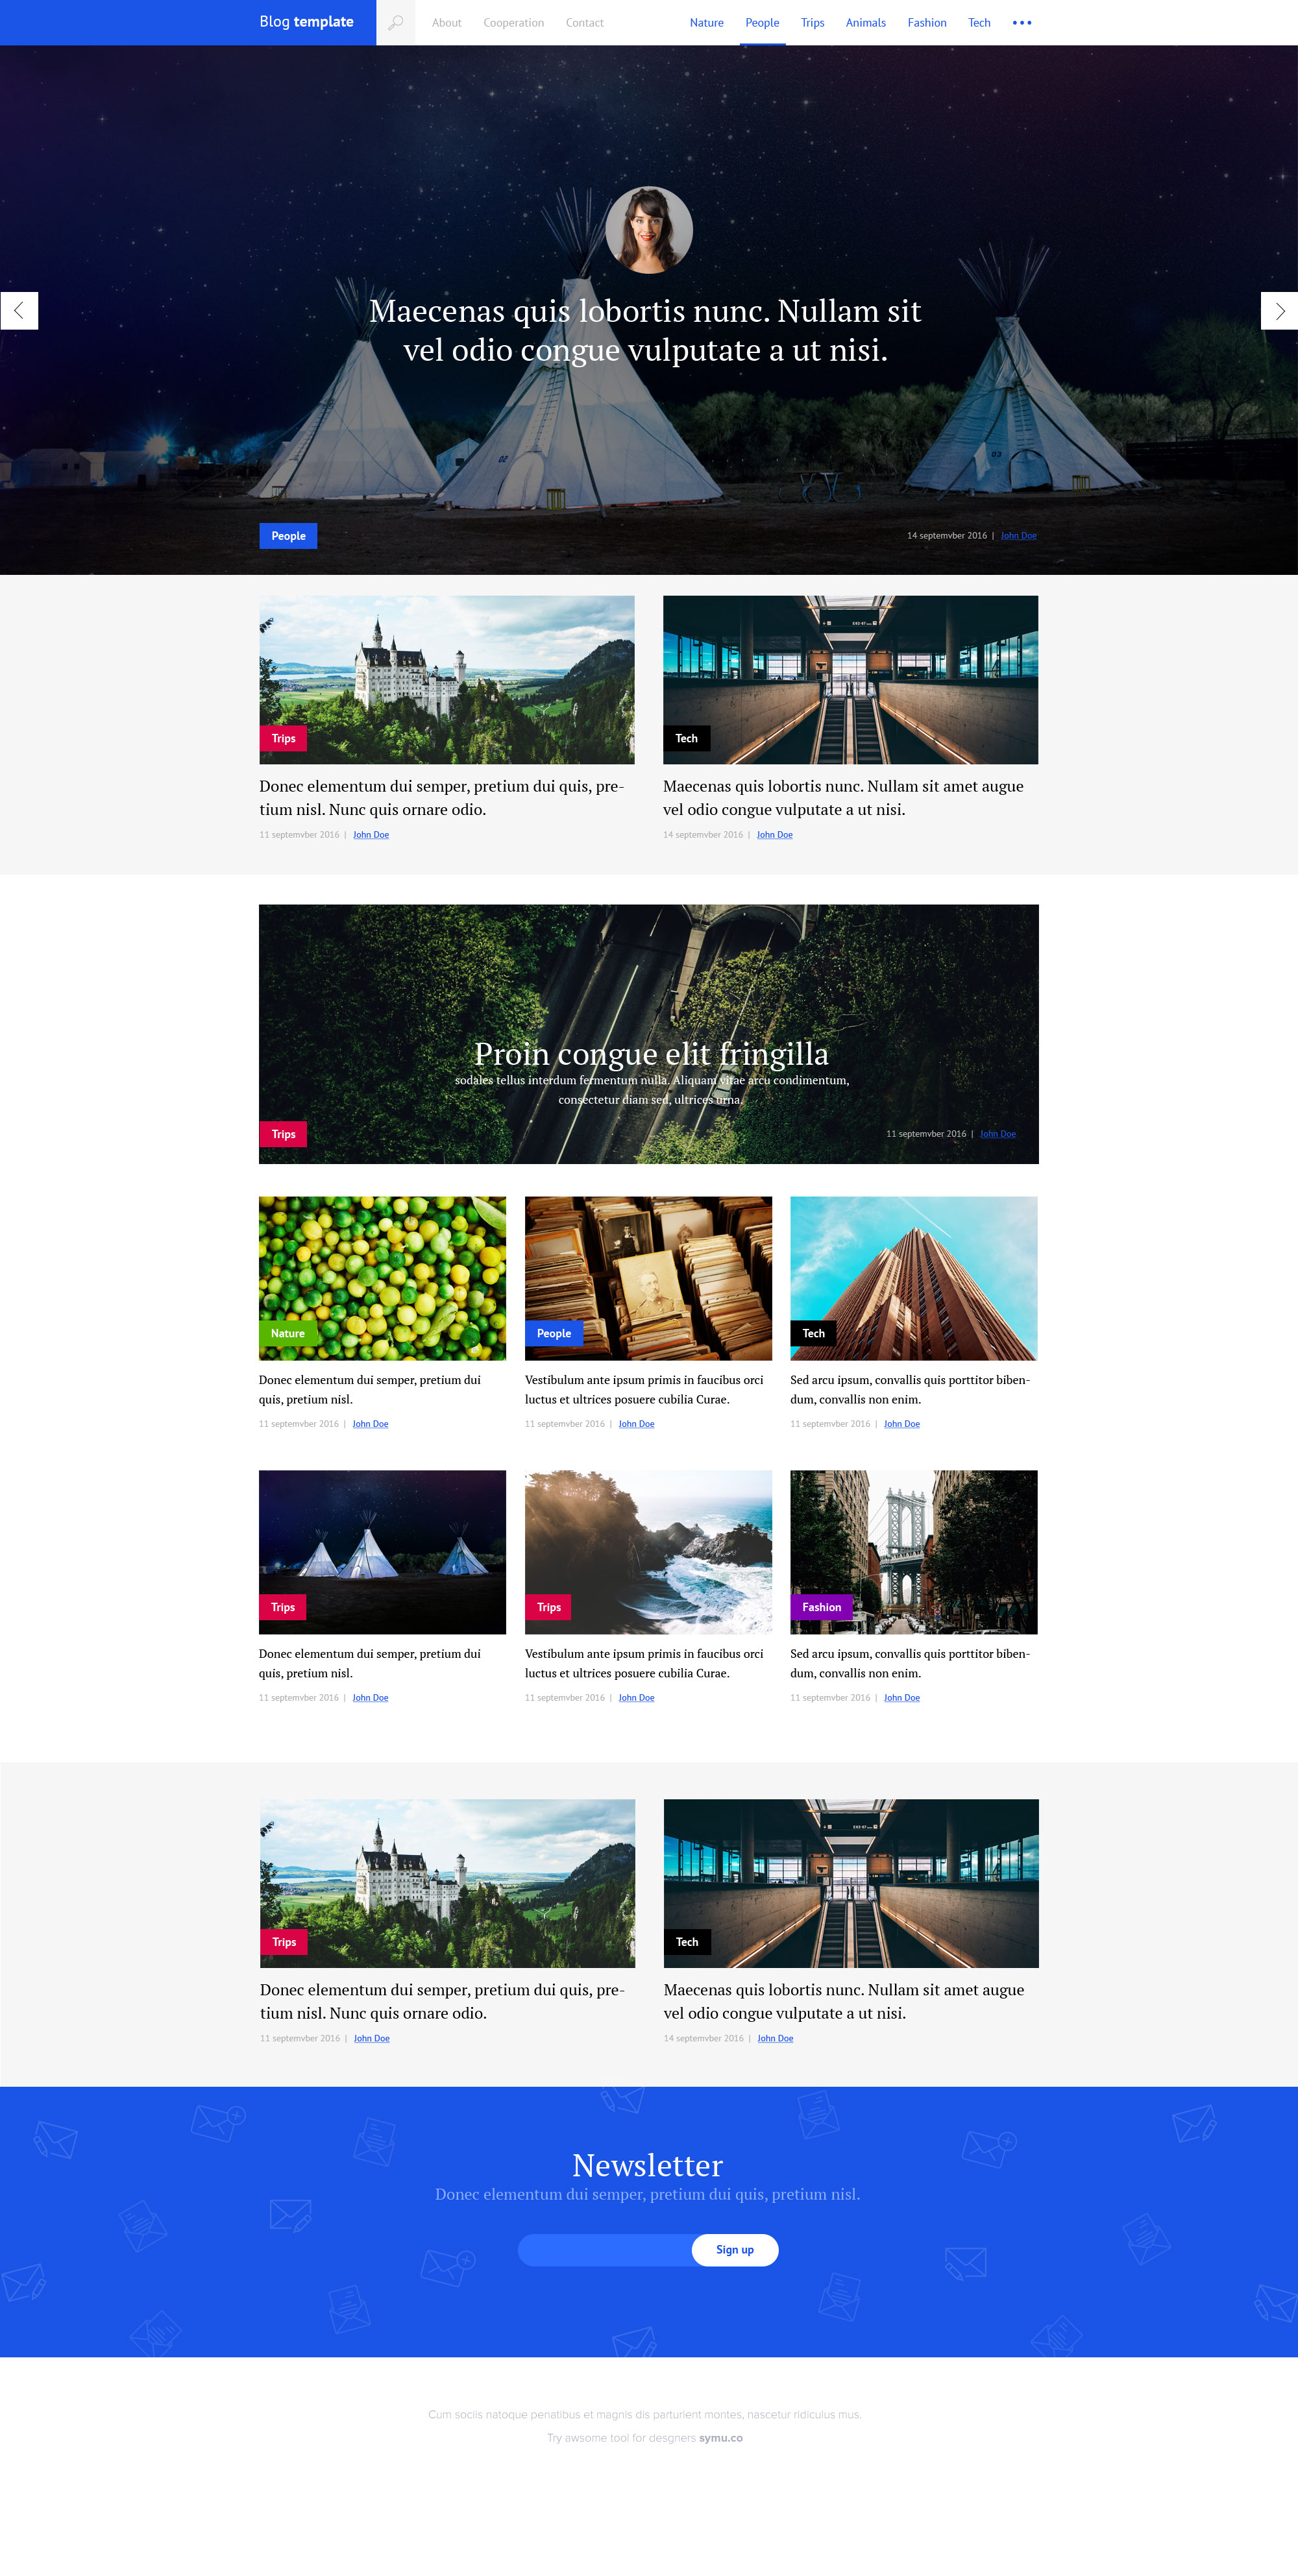 Blog template
About Cooperation Contact
Nature People Trips Animals Fashion Tech
Maecenas quis lobortis nunc. Nullam sit
vel odio congue vulputate a ut nisi.
02
03
People
14 septemvber 2016 | John Doe
Trips
Donec elementum dui semper, pretium dui quis, pre-
tium nisl. Nunc quis ornare odio.
11 septemvber 2016 | John Doe
Tech
Maecenas quis lobortis nunc. Nullam sit amet augue
vel odio congue vulputate a ut nisi.
14 septemvber 2016 | John Doe
Proin congue elit fringilla
sodales tellus interdum fermentum nulla. Aliquam vitae arcu condimentum,
consectetur diam sed, ultrices urna.
Trips
11 septemvber 2016 | John Doe
Nature
Donec elementum dui semper, pretium dui
quis, pretium nisl.
11 septemvber 2016 | John Doe
People
Vestibulum ante ipsum primis in faucibus orci
luctus et ultrices posuere cubilia Curae.
11 septemvber 2016 | John Doe
Tech
Sed arcu ipsum, convallis quis porttitor biben-
dum, convallis non enim.
11 septemvber 2016 | John Doe
Trips
Donec elementum dui semper, pretium dui
quis, pretium nisl.
11 septemvber 2016 | John Doe
Trips
Vestibulum ante ipsum primis in faucibus orci
luctus et ultrices posuere cubilia Curae.
11 septemvber 2016 | John Doe
Fashion
Sed arcu ipsum, convallis quis porttitor biben-
dum, convallis non enim.
11 septemvber 2016 | John Doe
Trips
Donec elementum dui semper, pretium dui quis, pre-
tium nisl. Nunc quis ornare odio.
11 septemvber 2016 | John Doe
Tech
Maecenas quis lobortis nunc. Nullam sit amet augue
vel odio congue vulputate a ut nisi.
14 septemvber 2016 | John Doe
Newsletter
Donec elementum dui semper, pretium dui quis, pretium nisl.
Sign up
Cum sociis natoque penatibus et magnis dis parturient montes, nascetur ridiculus mus.
Try awsome tool for desgners symu.co